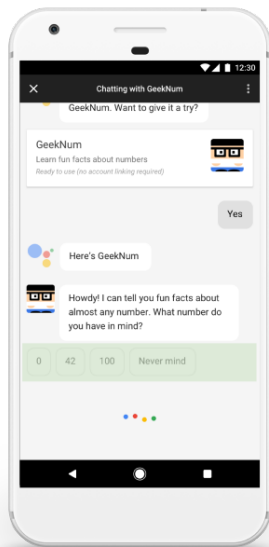 12:30
Chatting with GeekNum
GeekNum. Want to give it a try?
GeekNum
Learn fun facts about numbers
Ready to use (no account linking required)
Yes
Here's GeekNum
Howdy! I can tell you fun facts about
almost any number. What number do
you have in mind?
0 42 100 Never mind